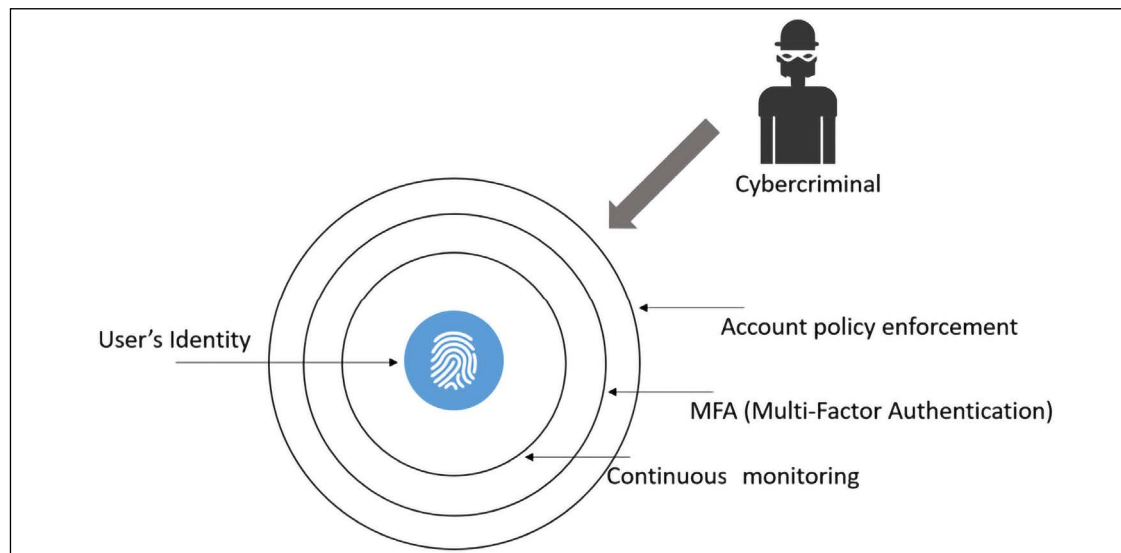 Cybercriminal
User's Identity
Account policy enforcement
MFA (Multi-Factor Authentication)
Continuous monitoring